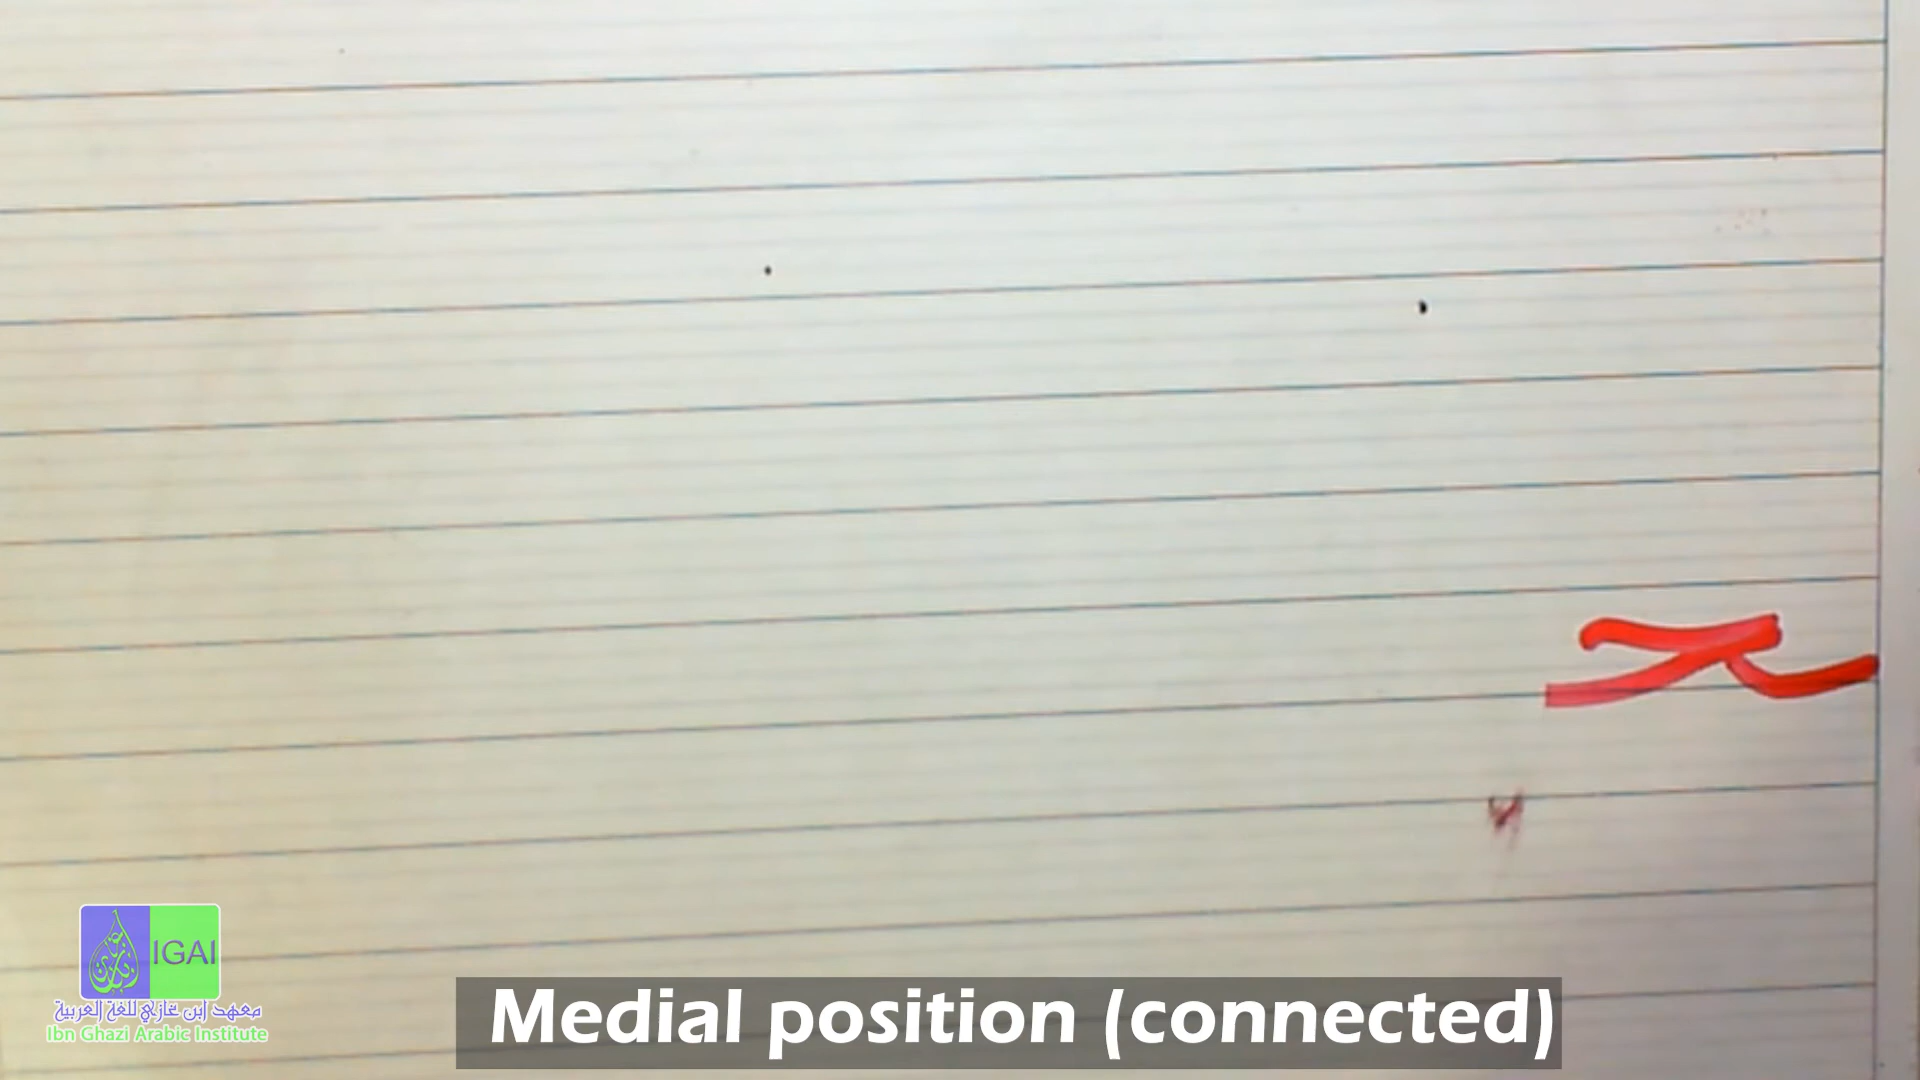 ـحـ
IGAI
معهد ابن غازي للغة العربية
Ibn Ghazi Arabic Institute
Medial position (connected)